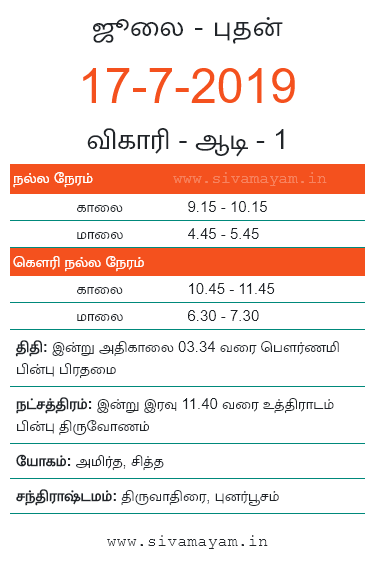 ஜூலை - புதன்
17-7-2019
விகாரி - ஆடி - 1
நல்ல நேரம் www.sivamayam.in
காலை 9.15 - 10.15
மாலை 4.45 - 5.45
கௌரி நல்ல நேரம்
காலை 10.45 - 11.45
மாலை 6.30 - 7.30
திதி: இன்று அதிகாலை 03.34 வரை பௌர்ணமி
பின்பு பிரதமை
நட்சத்திரம்: இன்று இரவு 11.40 வரை உத்திராடம்
பின்பு திருவோணம்
யோகம்: அமிர்த, சித்த
சந்திராஷ்டமம்: திருவாதிரை, புனர்பூசம்
www.sivamayam.in